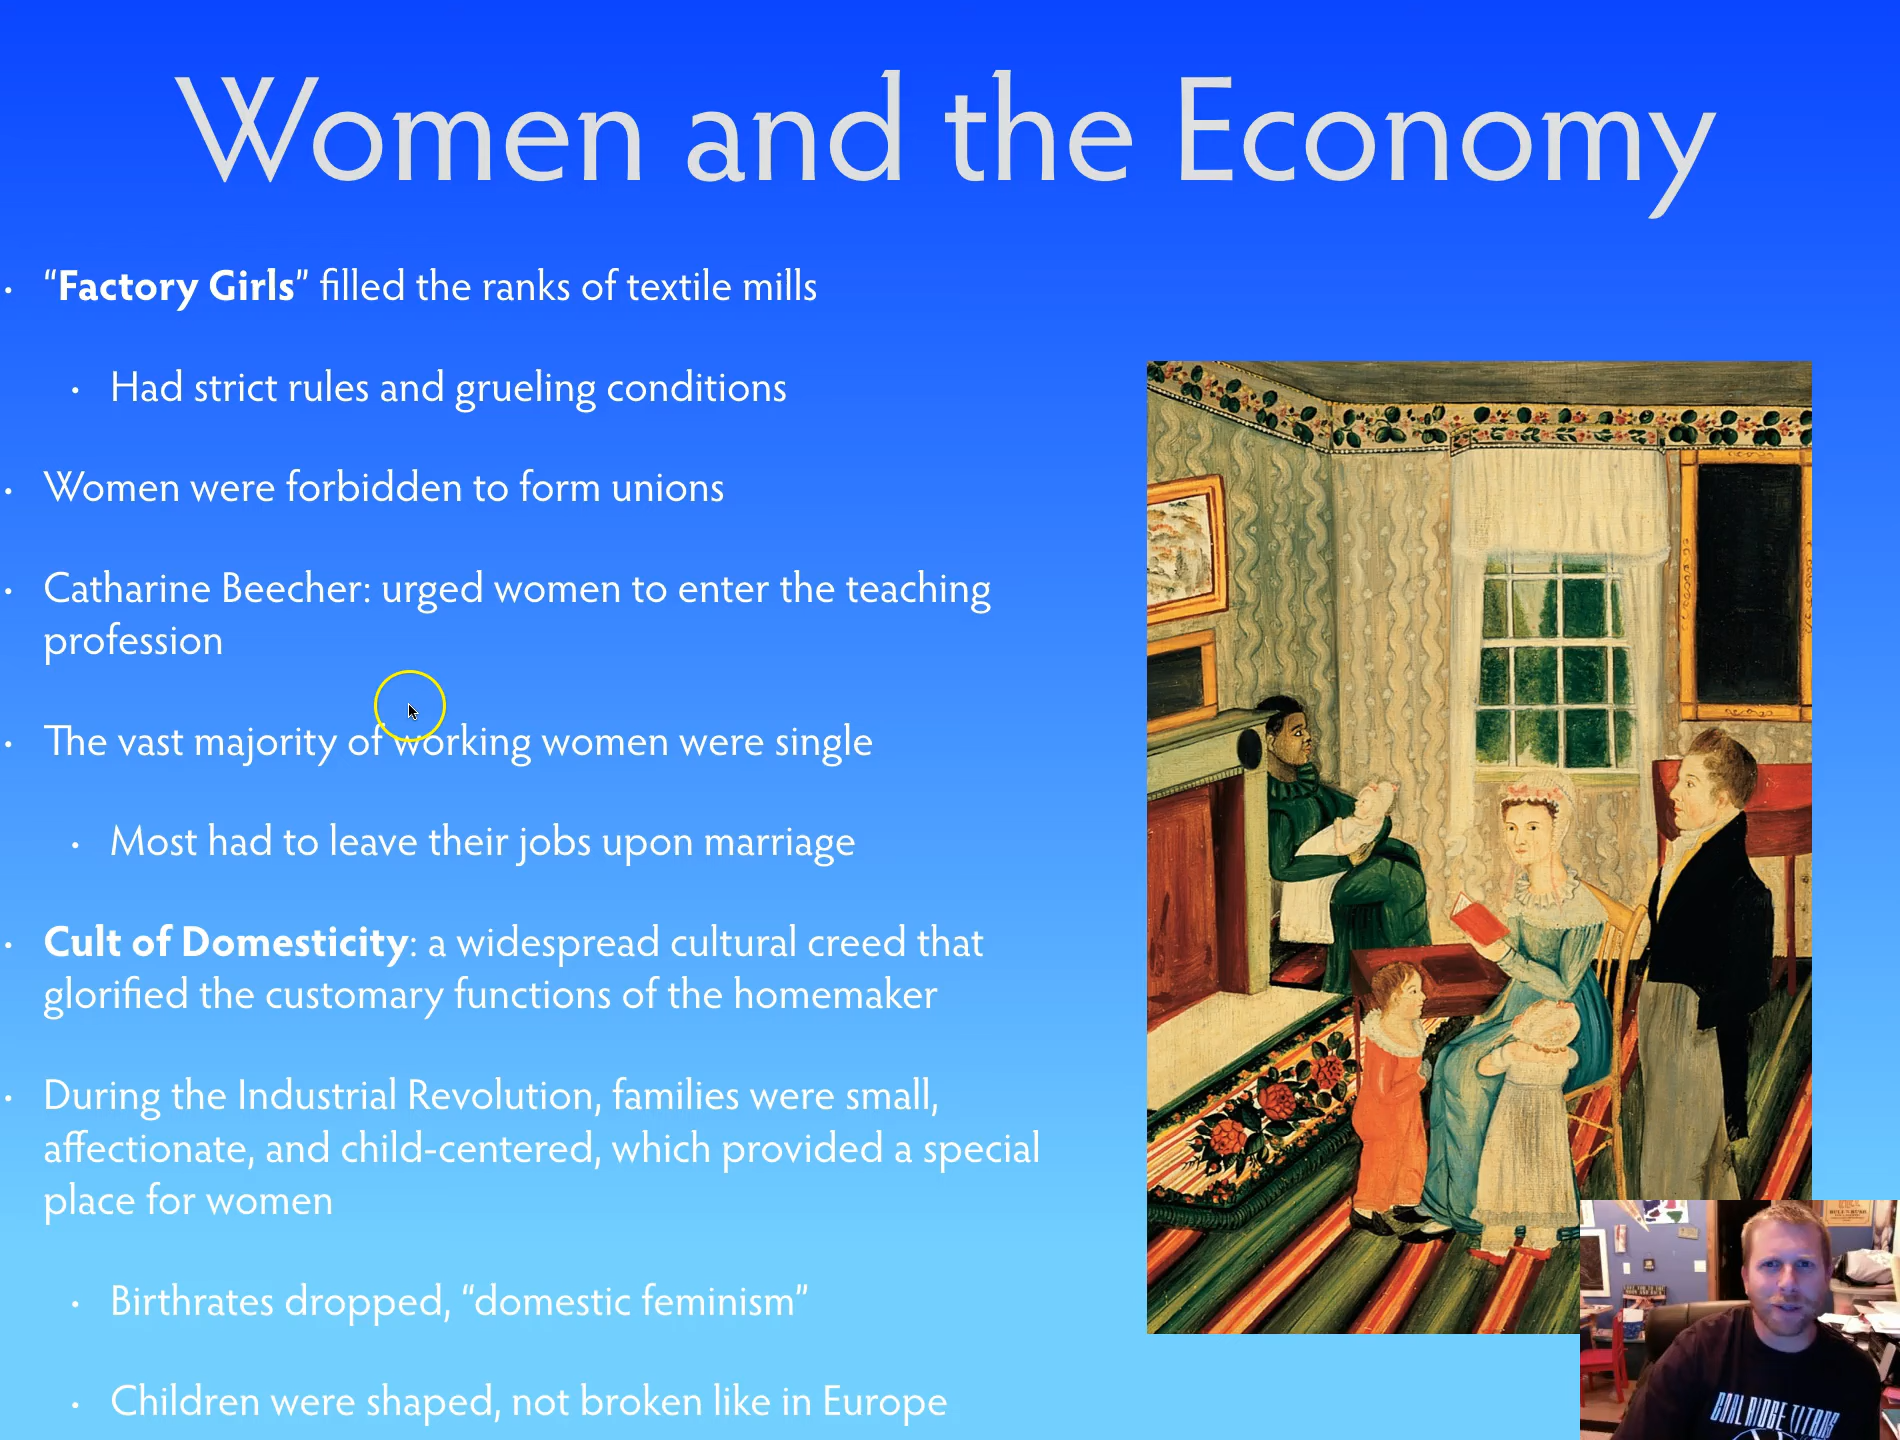 Women and the Economy
• “Factory Girls” filled the ranks of textile mills
• Had strict rules and grueling conditions
• Women were forbidden to form unions
• Catharine Beecher: urged women to enter the teaching
profession
• The vast majority of working women were single
• Most had to leave their jobs upon marriage
• Cult of Domesticity: a widespread cultural creed that
glorified the customary functions of the homemaker
• During the Industrial Revolution, families were small,
affectionate, and child-centered, which provided a special
place for women
• Birthrates dropped, “domestic feminism”
• Children were shaped, not broken like in Europe
RIDGE TITANS